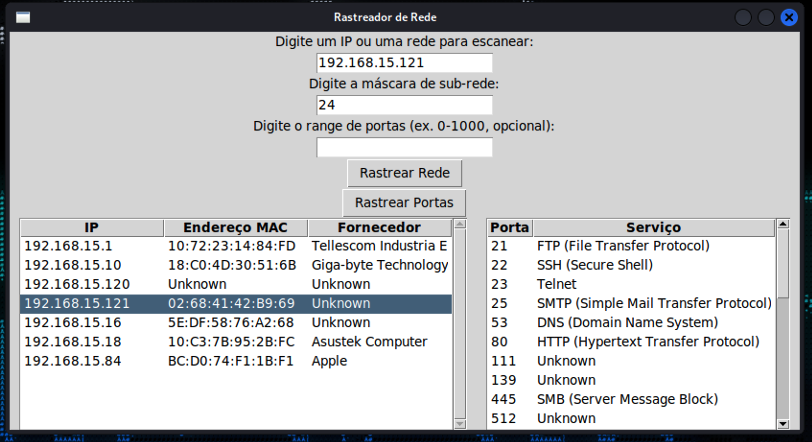 Rastreador de Rede
Digite um IP ou uma rede para escanear:
192.168.15.121
Digite a máscara de sub-rede:
24
Digite o range de portas (ex. 0-1000, opcional):
Rastrear Rede
Rastrear Portas
IP Endereço MAC Fornecedor
192.168.15.1 10:72:23:14:84:FD Tellescom Industria E
192.168.15.10 18:C0:4D:30:51:6B Giga-byte Technology
192.168.15.120 Unknown Unknown
192.168.15.121 02:68:41:42:B9:69 Unknown
192.168.15.16 5E:DF:58:76:A2:68 Unknown
192.168.15.18 10:C3:7B:95:2B:FC Asustek Computer
192.168.15.84 BC:D0:74:F1:1B:F1 Apple
Porta Serviço
21 FTP (File Transfer Protocol)
22 SSH (Secure Shell)
23 Telnet
25 SMTP (Simple Mail Transfer Protocol)
53 DNS (Domain Name System)
80 HTTP (Hypertext Transfer Protocol)
111 Unknown
139 Unknown
445 SMB (Server Message Block)
512 Unknown